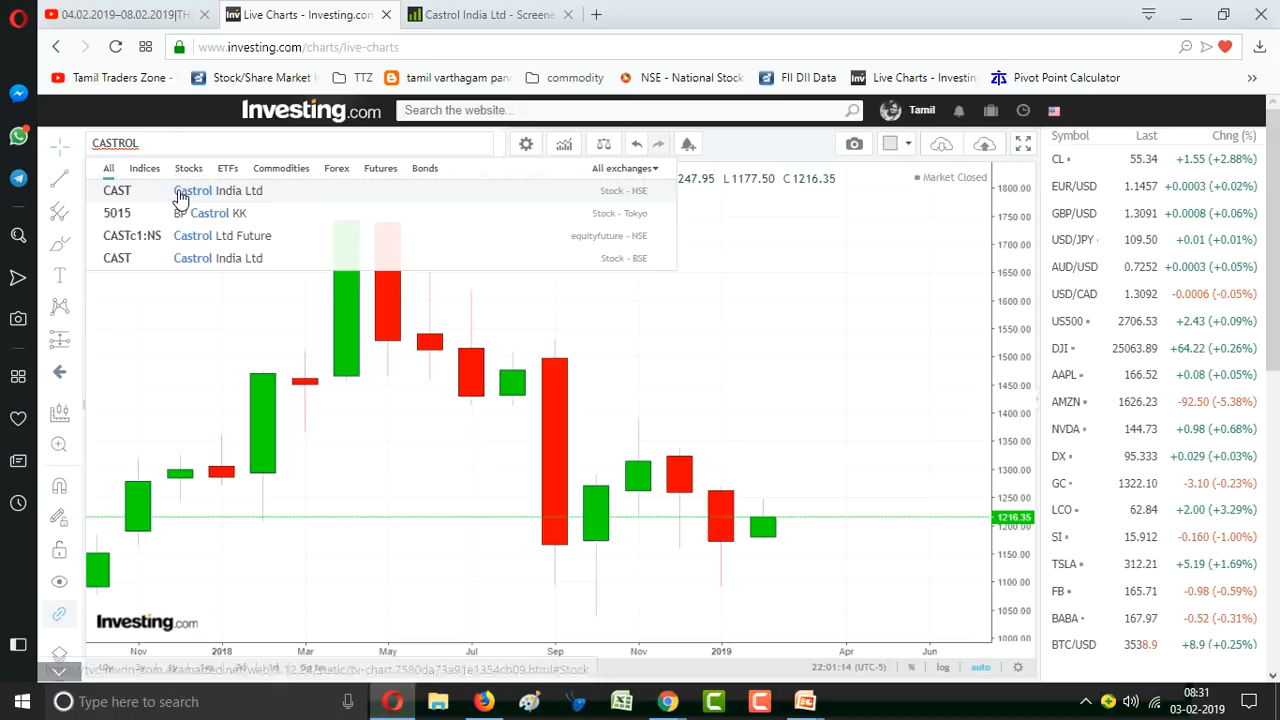 04.02.2019–08.02.2019|TH
Live Charts - Investing.com
Castrol India Ltd - Screene
www.investing.com/charts/live-charts
Tamil Traders Zone -
Stock/Share Market I
TTZ
tamil varthagam pan
commodity
NSE - National Stock
FII DII Data
Live Charts - Investin
Pivot Point Calculator
Investing.com
Search the website...
Tamil
CASTROL
All Indices Stocks ETFs Commodities Forex Futures Bonds All exchanges
CAST Castrol India Ltd Stock - NSE
5015 BP Castrol KK Stock - Tokyo
CASTc1:NS Castrol Ltd Future equityfuture - NSE
CAST Castrol India Ltd Stock - BSE
247.95 L1177.50 C1216.35
Market Closed
1800.00
1750.00
1700.00
1650.00
1600.00
1550.00
1500.00
1450.00
1400.00
1350.00
1300.00
1250.00
1216.35
1200.00
1150.00
1100.00
1050.00
1000.00
Investing.com
Nov 2018 Mar May Jul Sep Nov 2019 Apr Jun
22:01:14 (UTC-5) % log auto
Symbol Last Chng (%)
CL 55.34 +1.55 (+2.88%)
EUR/USD 1.1457 +0.0003 (+0.02%)
GBP/USD 1.3091 +0.0008 (+0.06%)
USD/JPY 109.50 +0.01 (+0.01%)
AUD/USD 0.7252 +0.0003 (+0.05%)
USD/CAD 1.3092 -0.0006 (-0.05%)
US500 2706.53 +2.43 (+0.09%)
DJI 25063.89 +64.22 (+0.26%)
AAPL 166.52 +0.08 (+0.05%)
AMZN 1626.23 -92.50 (-5.38%)
NVDA 144.73 +0.98 (+0.68%)
DX 95.333 +0.029 (+0.03%)
GC 1322.10 -3.10 (-0.23%)
LCO 62.84 +2.00 (+3.29%)
SI 15.912 -0.160 (-1.00%)
TSLA 312.21 +5.19 (+1.69%)
FB 165.71 -0.98 (-0.59%)
BABA 167.97 -0.52 (-0.31%)
BTC/USD 3538.9 +8.9 (+0.25%)
Type here to search
08:31
03-02-2019